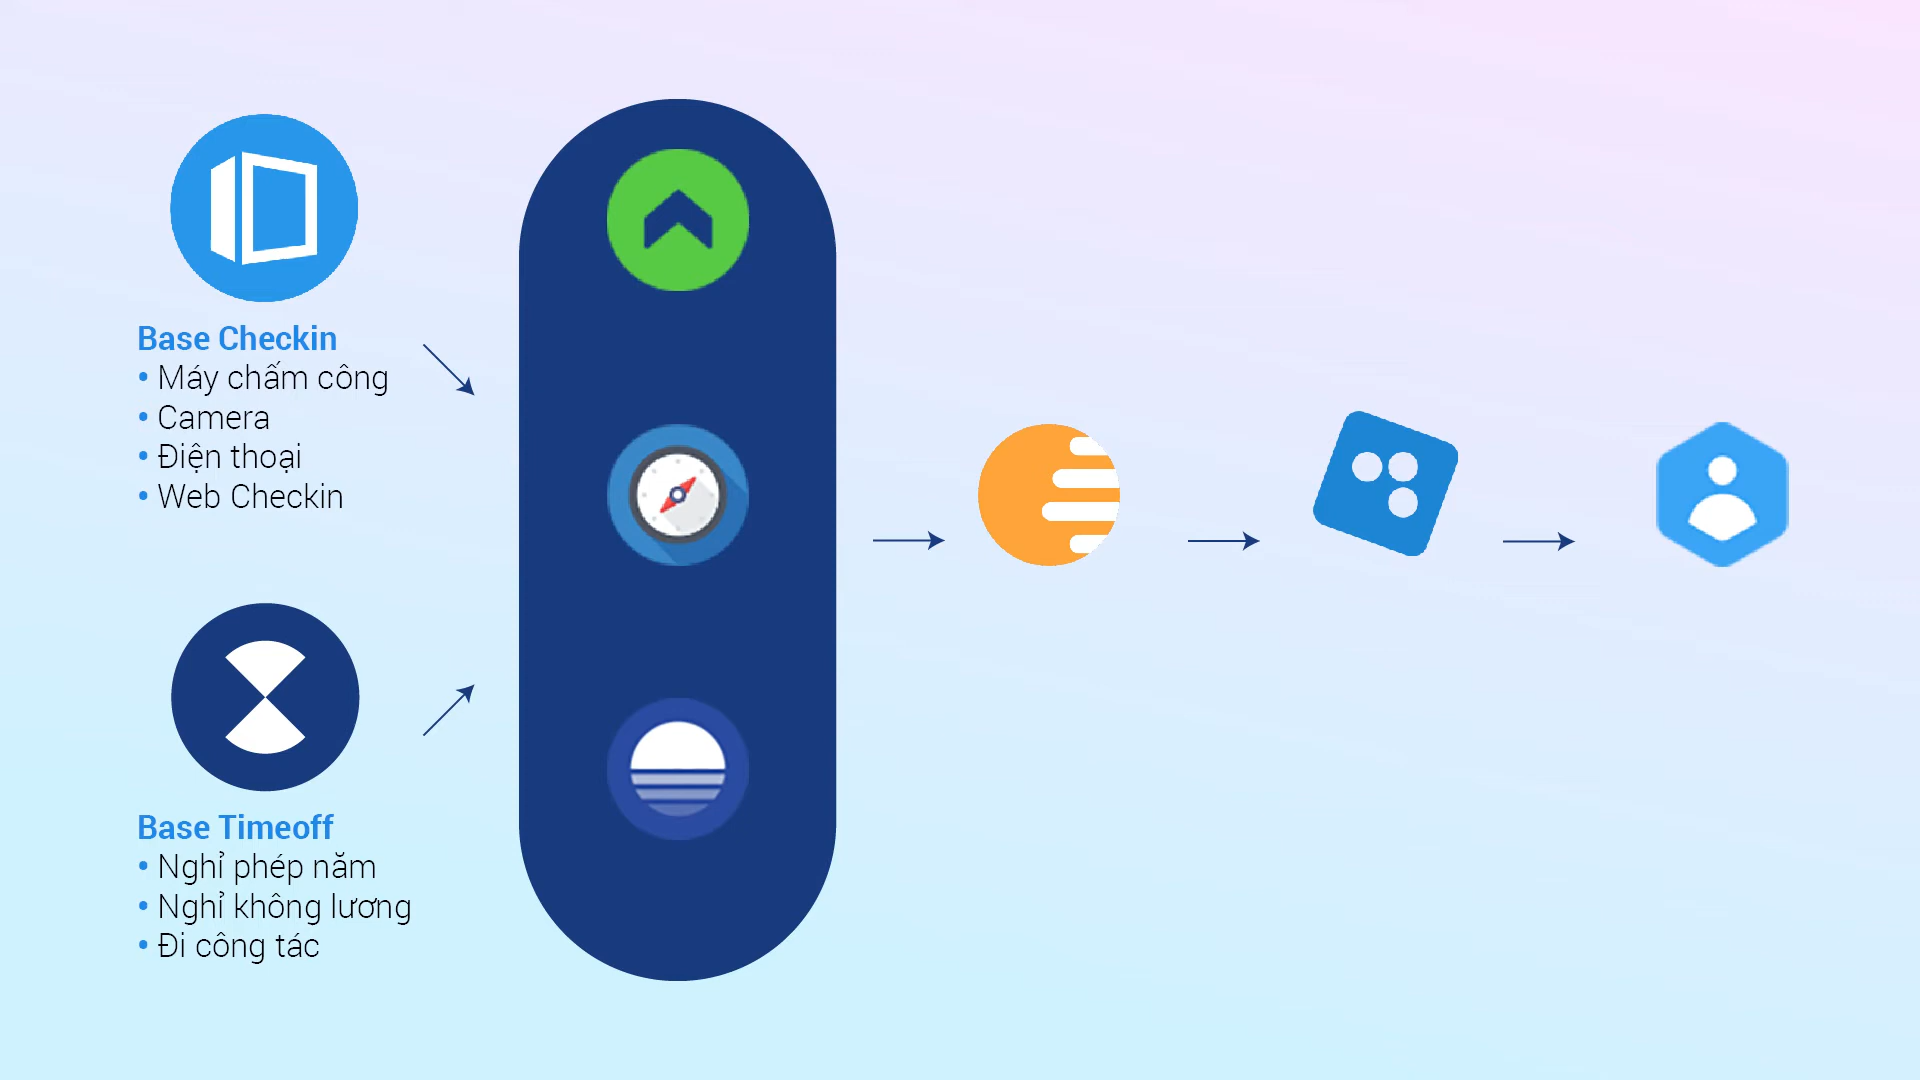 Base Checkin
• Máy chấm công
• Camera
• Điện thoại
• Web Checkin
Base Timeoff
• Nghỉ phép năm
• Nghỉ không lương
• Đi công tác